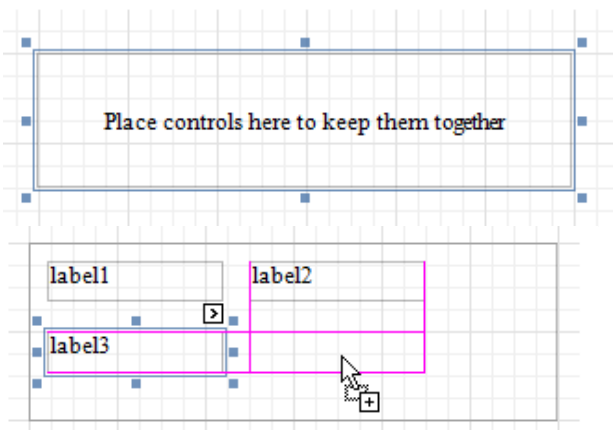 Place controls here to keep them together
label1
label2
label3